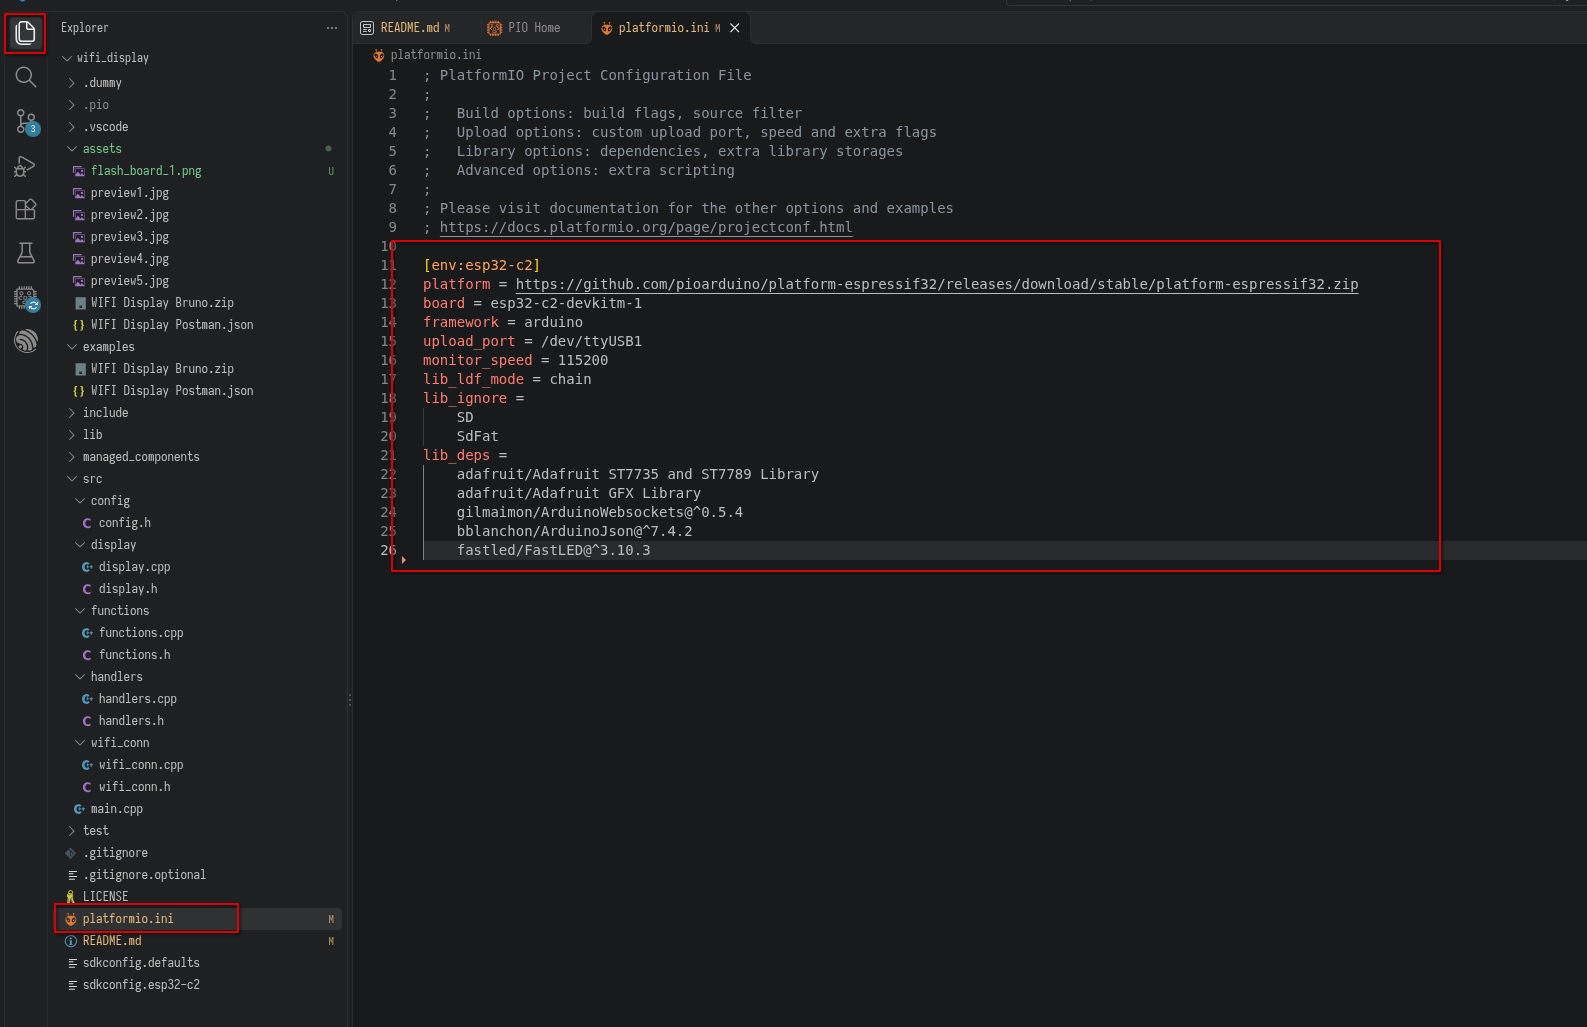 Explorer
···
README.md M
PIO Home
platformio.ini M
wifi_display
.dummy
.pio
3
.vscode
assets
flash_board_1.png U
preview1.jpg
preview2.jpg
preview3.jpg
preview4.jpg
preview5.jpg
WIFI Display Bruno.zip
{} WIFI Display Postman.json
examples
WIFI Display Bruno.zip
{} WIFI Display Postman.json
include
lib
managed_components
src
config
C config.h
display
C+ display.cpp
C display.h
functions
C+ functions.cpp
C functions.h
handlers
C+ handlers.cpp
C handlers.h
wifi_conn
C+ wifi_conn.cpp
C wifi_conn.h
C+ main.cpp
test
.gitignore
.gitignore.optional
LICENSE
platformio.ini M
README.md M
sdkconfig.defaults
sdkconfig.esp32-c2
platformio.ini
1 ; PlatformIO Project Configuration File
2 ;
3 ;   Build options: build flags, source filter
4 ;   Upload options: custom upload port, speed and extra flags
5 ;   Library options: dependencies, extra library storages
6 ;   Advanced options: extra scripting
7 ;
8 ; Please visit documentation for the other options and examples
9 ; https://docs.platformio.org/page/projectconf.html
10
11 [env:esp32-c2]
12 platform = https://github.com/pioarduino/platform-espressif32/releases/download/stable/platform-espressif32.zip
13 board = esp32-c2-devkitm-1
14 framework = arduino
15 upload_port = /dev/ttyUSB1
16 monitor_speed = 115200
17 lib_ldf_mode = chain
18 lib_ignore =
19     SD
20     SdFat
21 lib_deps =
22     adafruit/Adafruit ST7735 and ST7789 Library
23     adafruit/Adafruit GFX Library
24     gilmaimon/ArduinoWebsockets@^0.5.4
25     bblanchon/ArduinoJson@^7.4.2
26     fastled/FastLED@^3.10.3